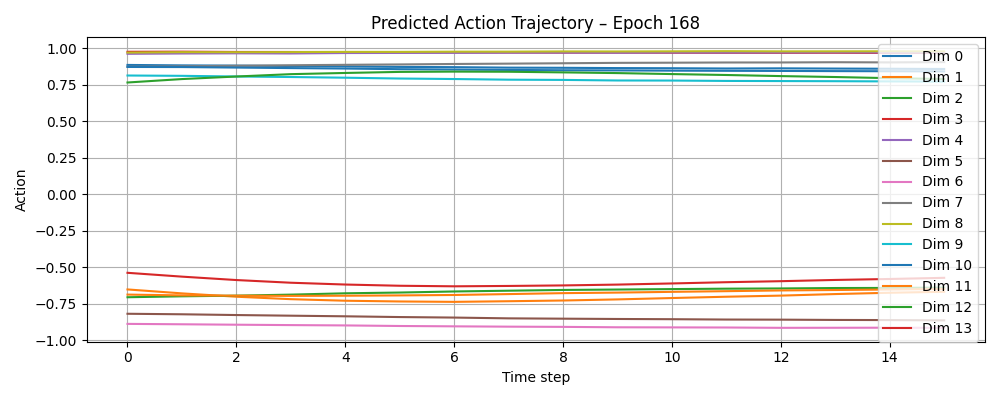 Predicted Action Trajectory – Epoch 168
Action
1.00
0.75
0.50
0.25
0.00
−0.25
−0.50
−0.75
−1.00
0 2 4 6 8 10 12 14
Time step
Dim 0
Dim 1
Dim 2
Dim 3
Dim 4
Dim 5
Dim 6
Dim 7
Dim 8
Dim 9
Dim 10
Dim 11
Dim 12
Dim 13